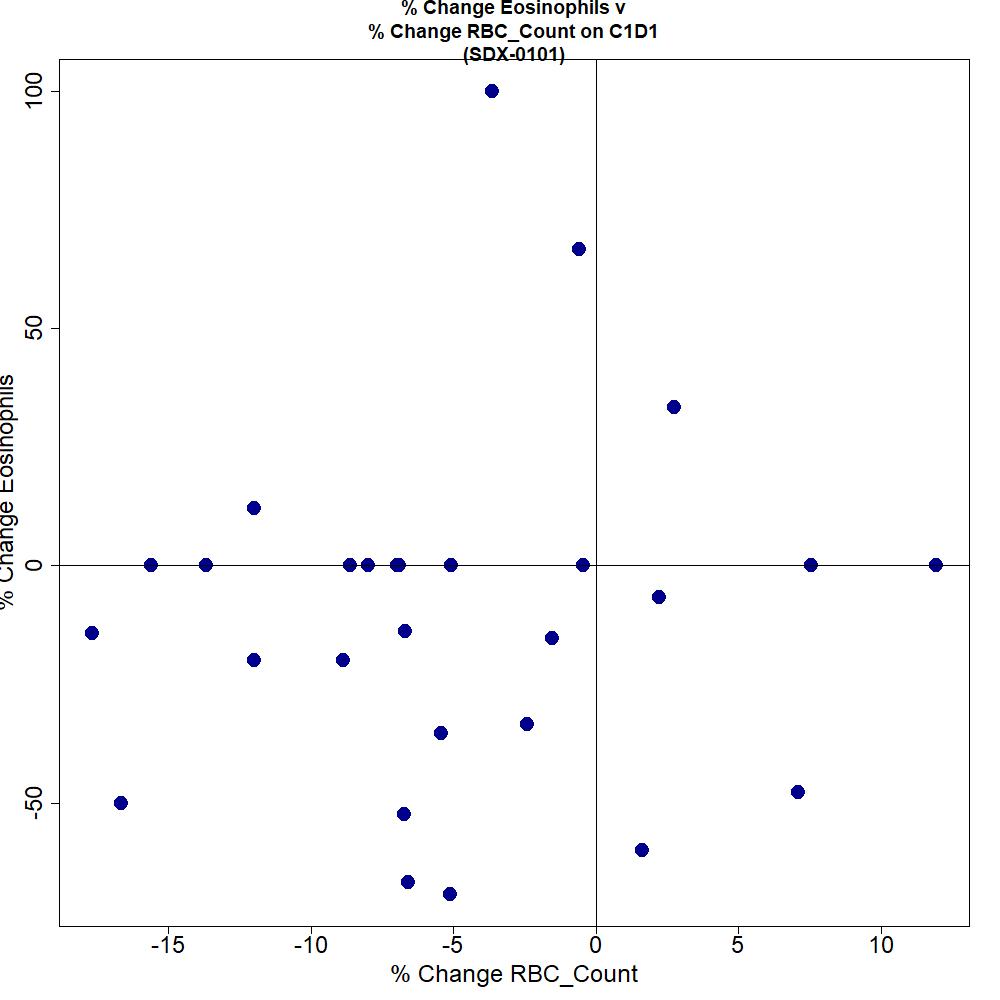 % Change Eosinophils v
% Change RBC_Count on C1D1
(SDX-0101)
% Change Eosinophils
100
50
0
-50
-15
-10
-5
0
5
10
% Change RBC_Count